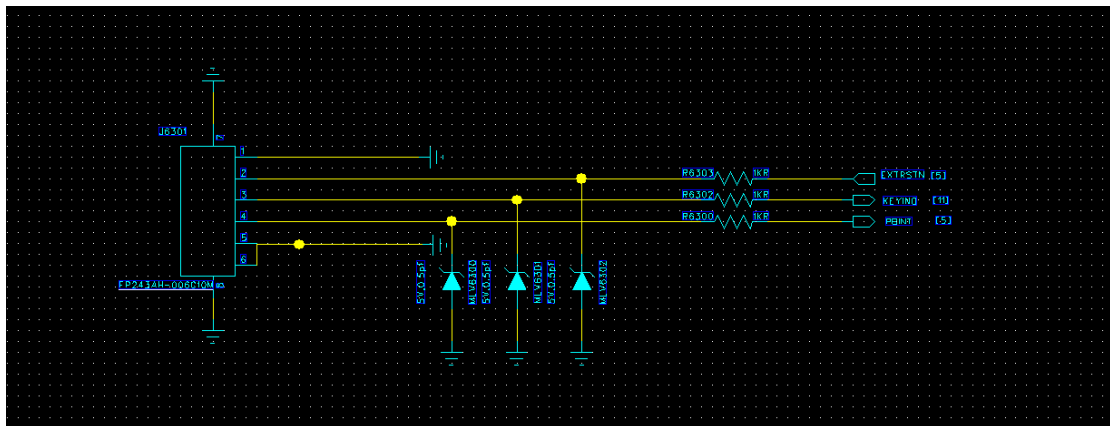 J6301
7
1
2
R6303
1KR
EXTRSTN [5]
3
R6302
1KR
KEYIN0 [11]
4
R6300
1KR
PBINT [5]
5
6
FP243AH-006C10M
8
5V,0.5pF
MLV6300
5V,0.5pF
MLV6301
5V,0.5pF
MLV6302